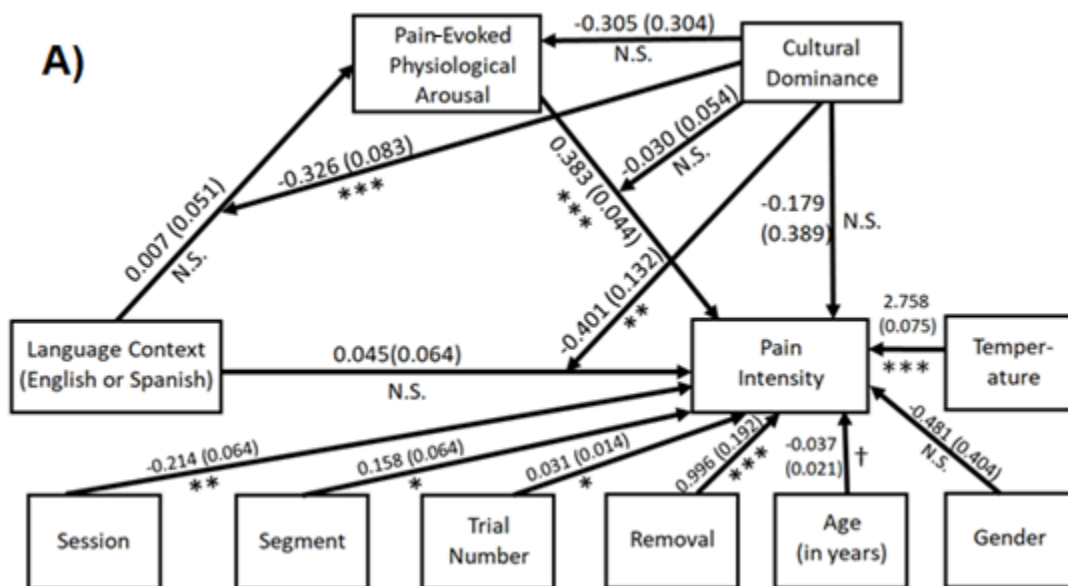 A)
Pain-Evoked
Physiological
Arousal
-0.305 (0.304)
N.S.
Cultural
Dominance
-0.326 (0.083)
***
0.383 (0.044)
***
-0.030 (0.054)
N.S.
0.007 (0.051)
N.S.
-0.179
(0.389)
N.S.
-0.401 (0.132)
**
Language Context
(English or Spanish)
0.045(0.064)
N.S.
Pain
Intensity
2.758
(0.075)
***
Temper-
ature
-0.214 (0.064)
**
0.158 (0.064)
*
0.031 (0.014)
*
0.996 (0.192)
***
-0.037
(0.021)
†
-0.481 (0.404)
N.S.
Session
Segment
Trial
Number
Removal
Age
(in years)
Gender